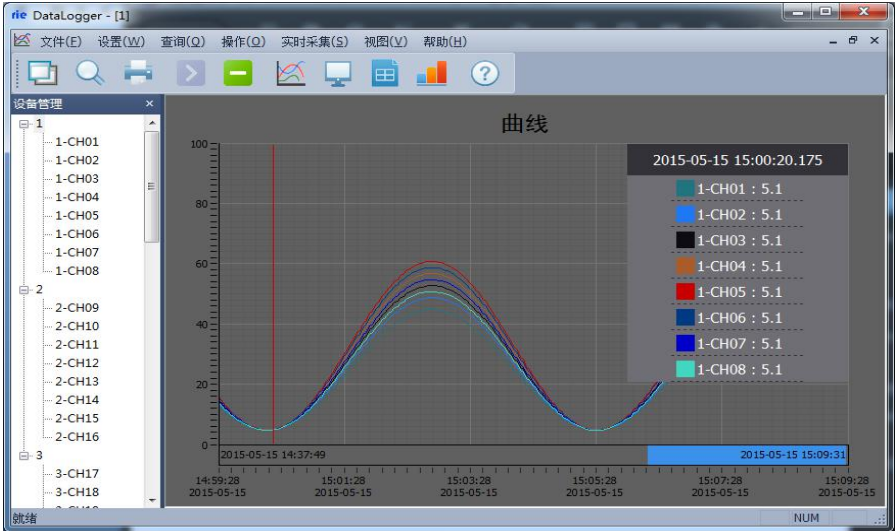 rie DataLogger - [1]
文件(F) 设置(W) 查询(Q) 操作(O) 实时采集(S) 视图(V) 帮助(H)
设备管理
1
1-CH01
1-CH02
1-CH03
1-CH04
1-CH05
1-CH06
1-CH07
1-CH08
2
2-CH09
2-CH10
2-CH11
2-CH12
2-CH13
2-CH14
2-CH15
2-CH16
3
3-CH17
3-CH18
曲线
100
80
60
40
20
0
2015-05-15 15:00:20.175
1-CH01 : 5.1
1-CH02 : 5.1
1-CH03 : 5.1
1-CH04 : 5.1
1-CH05 : 5.1
1-CH06 : 5.1
1-CH07 : 5.1
1-CH08 : 5.1
2015-05-15 14:37:49 2015-05-15 15:09:31
14:59:28 15:01:28 15:03:28 15:05:28 15:07:28 15:09:28
2015-05-15 2015-05-15 2015-05-15 2015-05-15 2015-05-15 2015-05-15
就绪 NUM